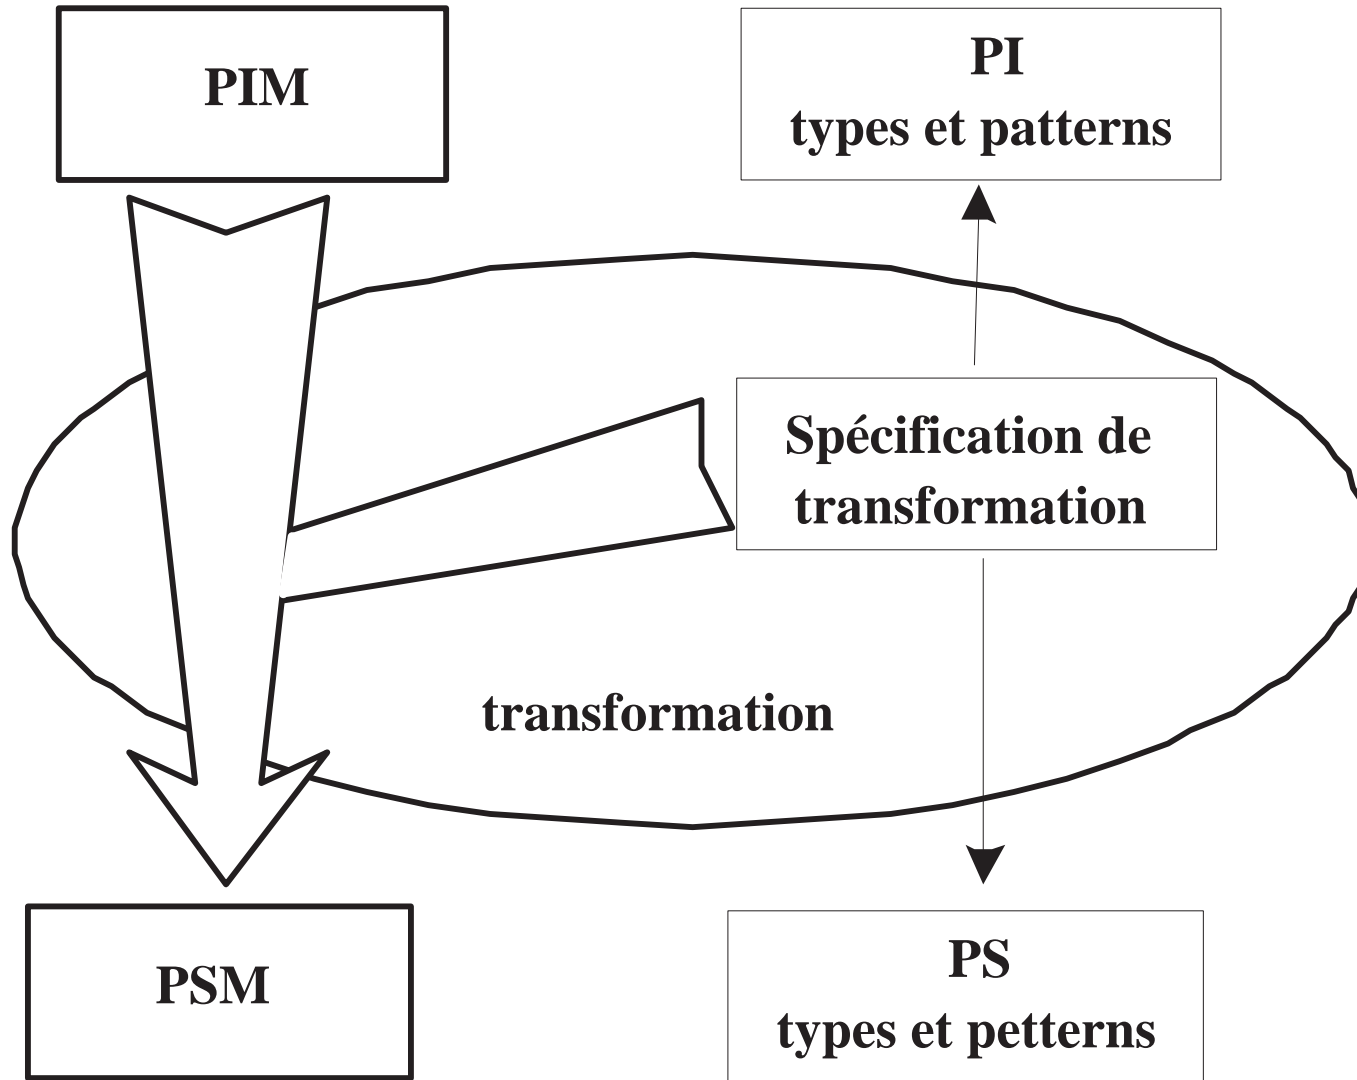 PIM
PI
types et patterns
Spécification de
transformation
transformation
PSM
PS
types et petterns